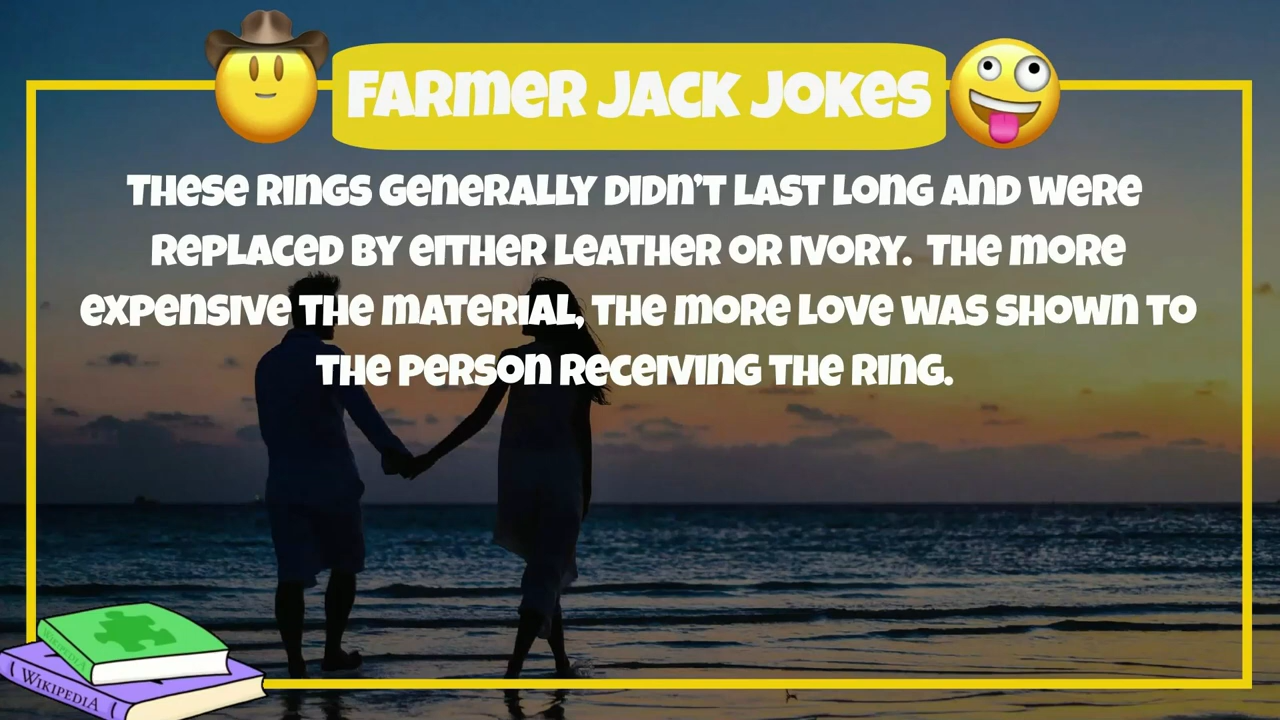 FARMER JACK JOKES
THESE RINGS GENERALLY DIDN'T LAST LONG AND WERE
REPLACED BY EITHER LEATHER OR IVORY. THE MORE
EXPENSIVE THE MATERIAL, THE MORE LOVE WAS SHOWN TO
THE PERSON RECEIVING THE RING.
WIKIPEDIA
WIKIPEDIA